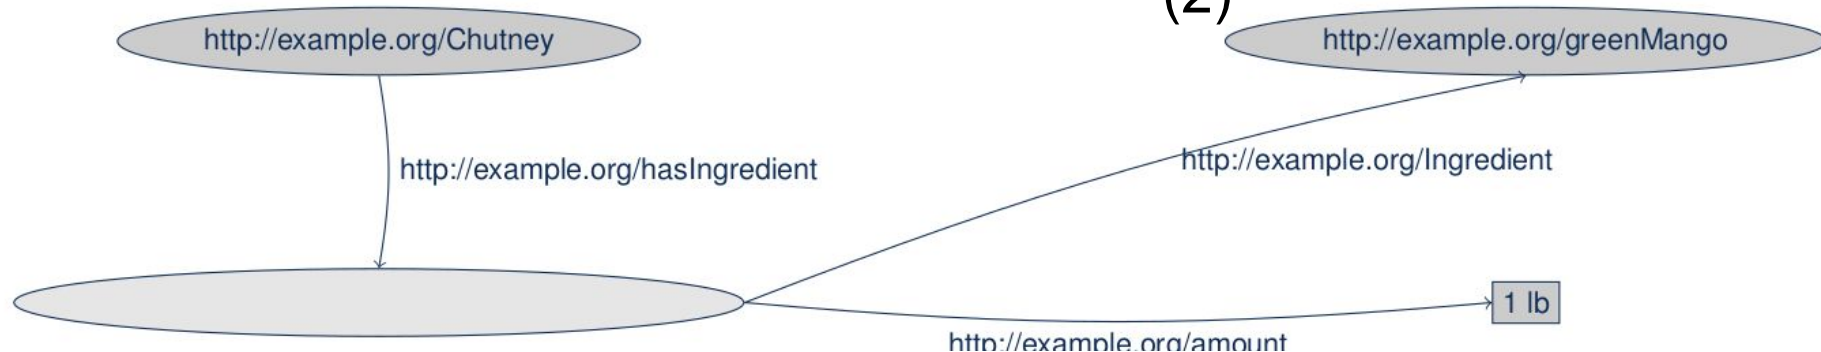 (2)
http://example.org/Chutney
http://example.org/greenMango
http://example.org/hasIngredient
http://example.org/Ingredient
1 lb
http://example.org/amount